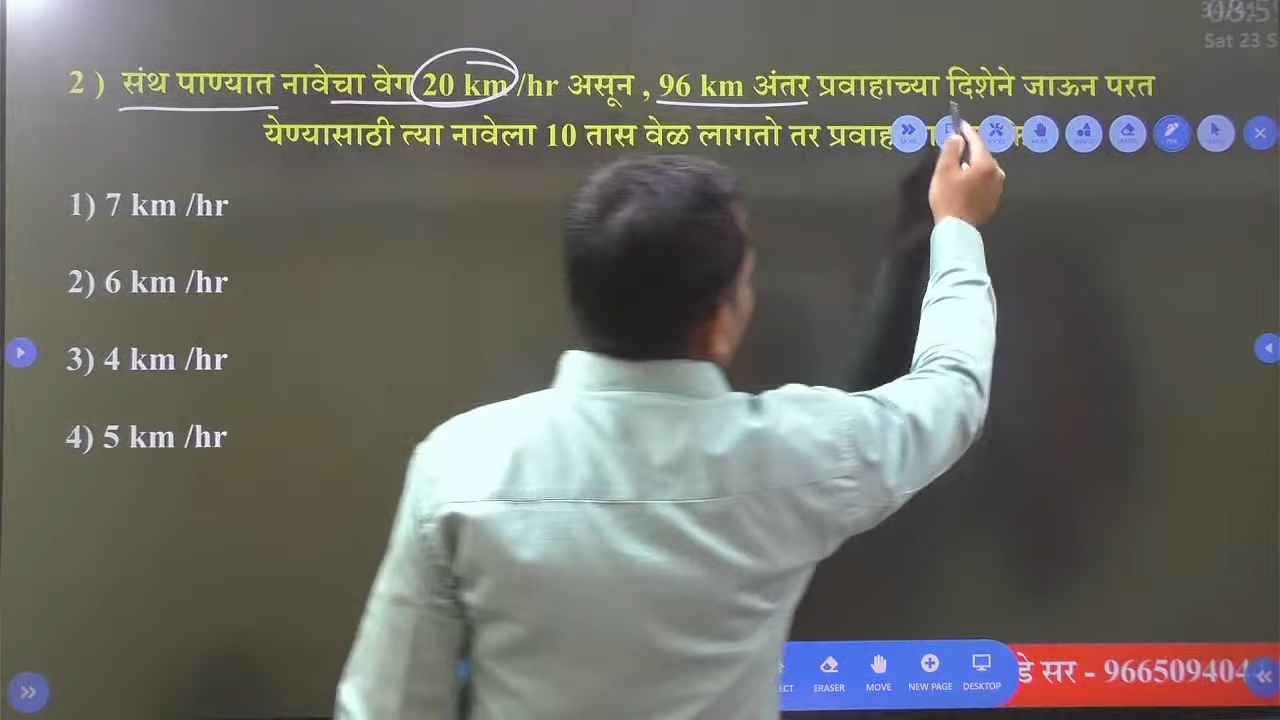 Sat 23 S
2 ) संथ पाण्यात नावेचा वेग 20 km /hr असून , 96 km अंतर प्रवाहाच्या दिशेने जाऊन परत
येण्यासाठी त्या नावेला 10 तास वेळ लागतो तर
1) 7 km /hr
2) 6 km /hr
3) 4 km /hr
4) 5 km /hr
ERASER MOVE NEW PAGE DESKTOP
सर - 966509404